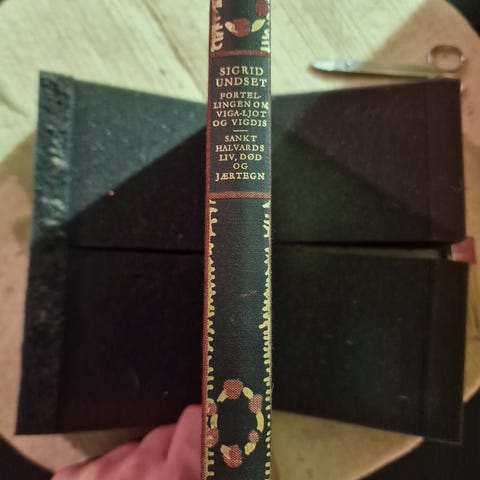 SIGRID
UNDSET
FORTEL-
LINGEN OM
VIGA-LJOT
OG VIGDIS
SANKT
HALVARDS
LIV, DØD
OG
JÆRTEGN